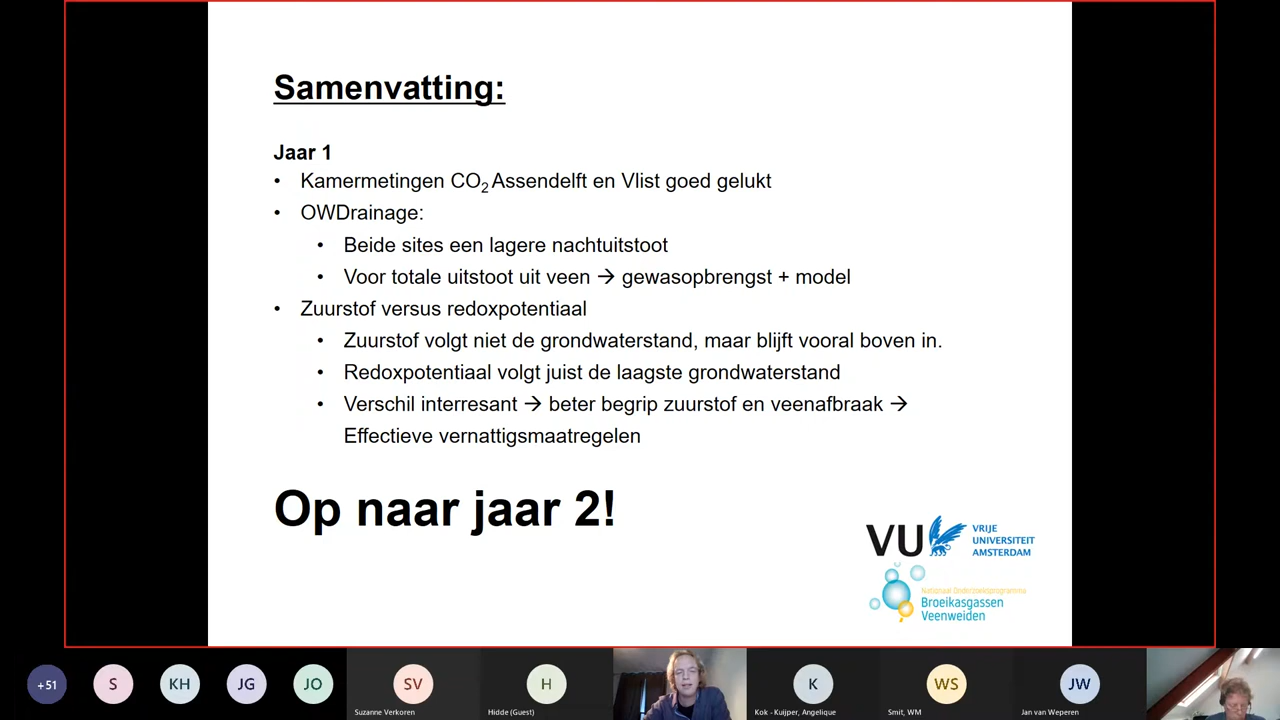 Samenvatting:
Jaar 1
• Kamermetingen CO2 Assendelft en Vlist goed gelukt
• OWDrainage:
• Beide sites een lagere nachtuitstoot
• Voor totale uitstoot uit veen → gewasopbrengst + model
• Zuurstof versus redoxpotentiaal
• Zuurstof volgt niet de grondwaterstand, maar blijft vooral boven in.
• Redoxpotentiaal volgt juist de laagste grondwaterstand
• Verschil interresant → beter begrip zuurstof en veenafbraak →
Effectieve vernattigsmaatregelen
Op naar jaar 2!
VU VRIJE
UNIVERSITEIT
AMSTERDAM
Nationaal Onderzoekprogramma
Broeikasgassen
Veenweiden
+51
S
KH
JG
JO
SV
H
K
WS
JW
Suzanne Verkoren
Hidde (Guest)
Kok - Kuijper, Angelique
Smit, WM
Jan van Weperen